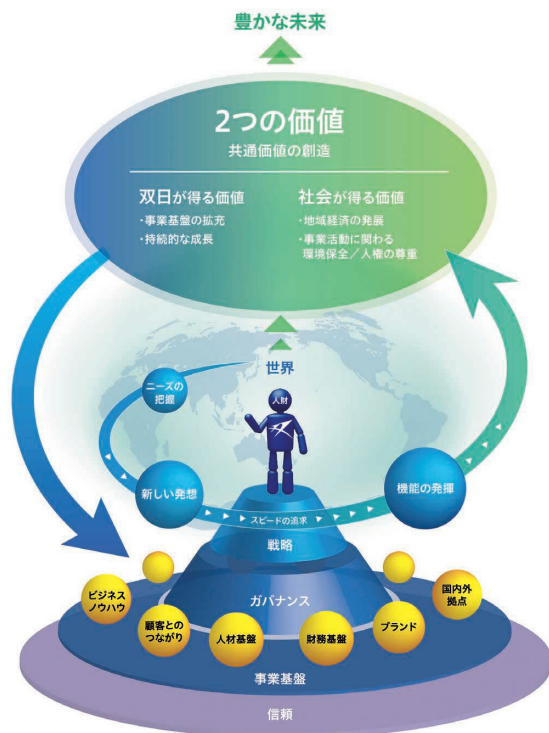 豊かな未来
2つの価値
共通価値の創造
双日が得る価値
・事業基盤の拡充
・持続的な成長
社会が得る価値
・地域経済の発展
・事業活動に関わる
環境保全／人権の尊重
世界
ニーズの
把握
人財
新しい発想
スピードの追求
機能の発揮
戦略
ガバナンス
ビジネス
ノウハウ
顧客との
つながり
人材基盤
財務基盤
ブランド
国内外
拠点
事業基盤
信頼